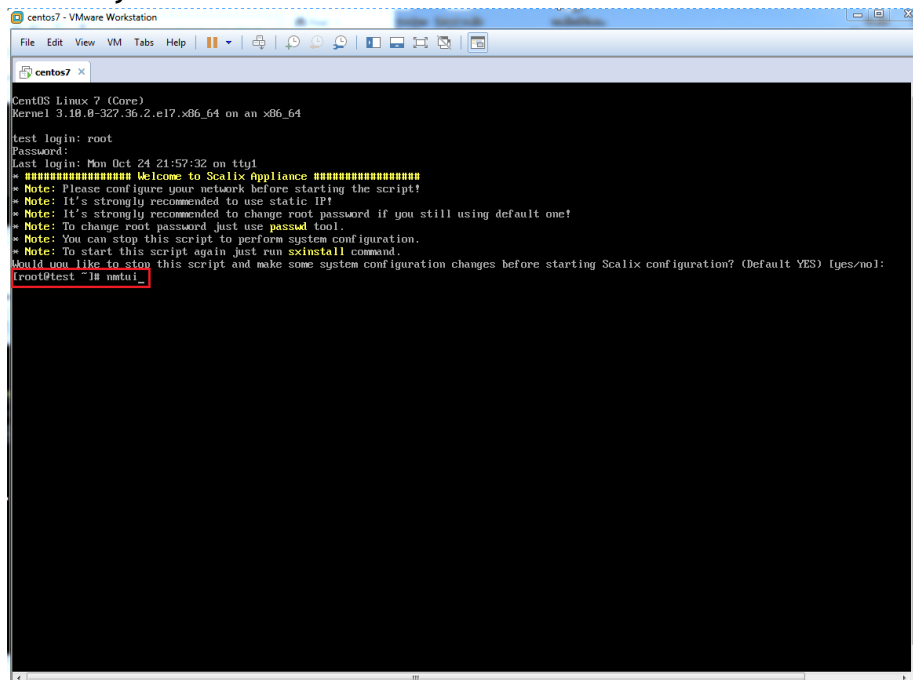 centos7 - VMware Workstation
File Edit View VM Tabs Help
centos7
CentOS Linux 7 (Core)
Kernel 3.10.0-327.36.2.el7.x86_64 on an x86_64
test login: root
Password:
Last login: Mon Oct 24 21:57:32 on tty1
* ################# Welcome to Scalix Appliance #################
* Note: Please configure your network before starting the script!
* Note: It's strongly recommended to use static IP!
* Note: It's strongly recommended to change root password if you still using default one!
* Note: To change root password just use passwd tool.
* Note: You can stop this script to perform system configuration.
* Note: To start this script again just run sxinstall command.
Would you like to stop this script and make some system configuration changes before starting Scalix configuration? (Default YES) [yes/no]:
[root@test ~]# nmtui_